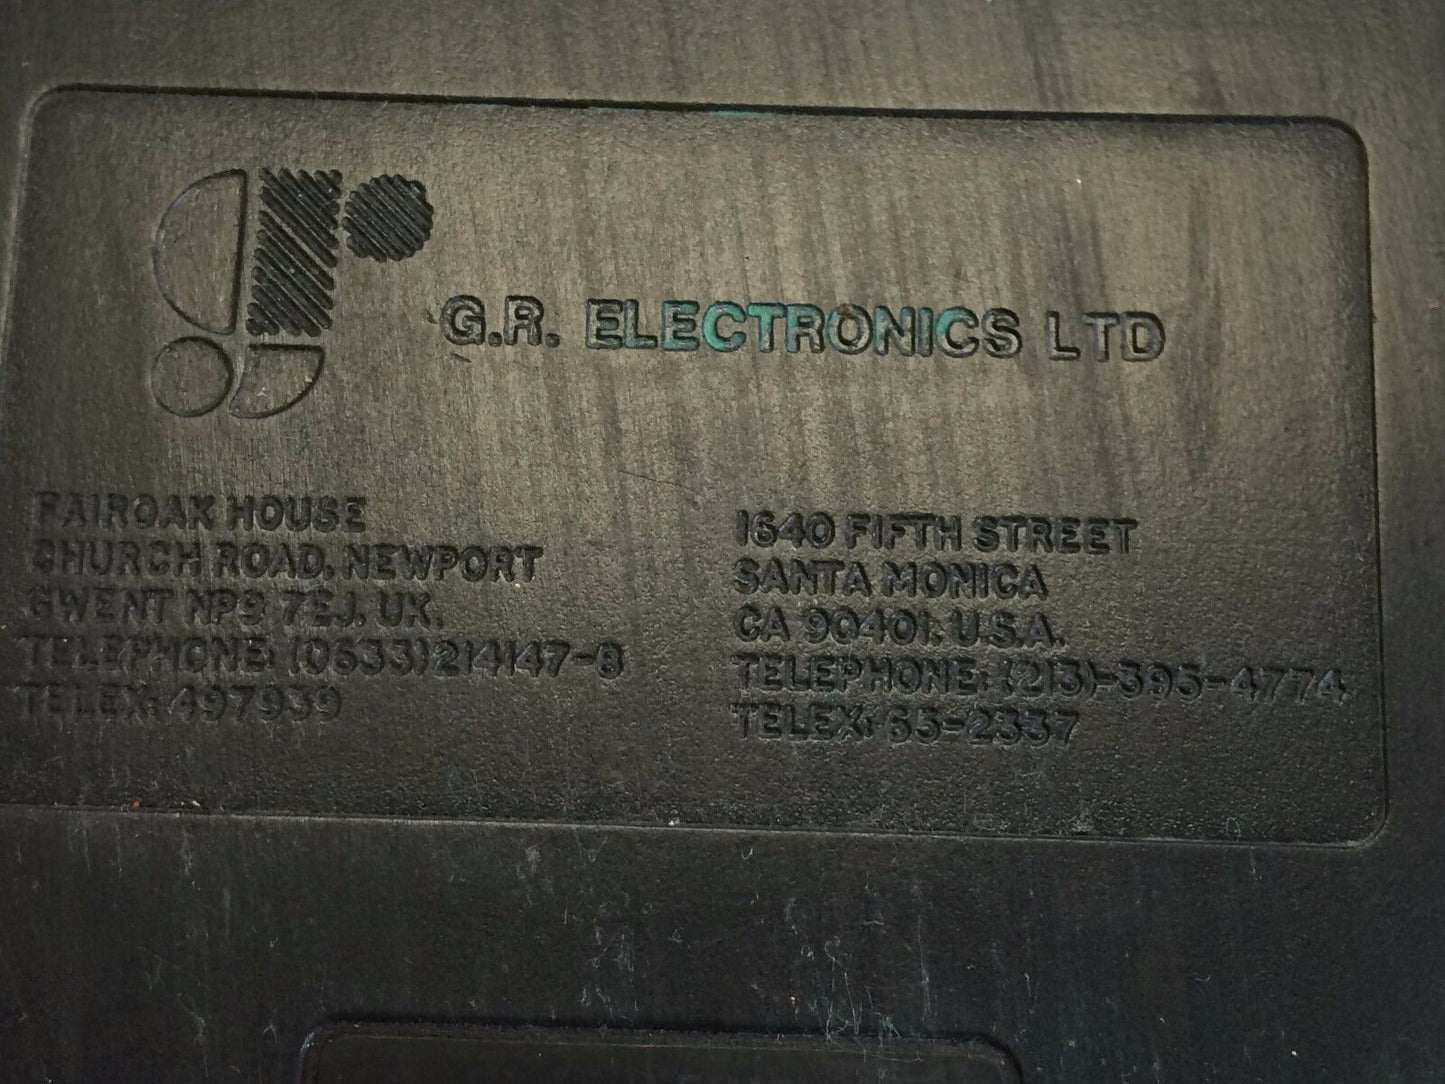 gr
G.R. ELECTRONICS LTD
FAIROAK HOUSE
CHURCH ROAD, NEWPORT
GWENT NP9 7EJ. UK.
TELEPHONE: (0633) 214147-8
TELEX: 497939
1640 FIFTH STREET
SANTA MONICA
CA 90401. U.S.A.
TELEPHONE: (213)-395-4774
TELEX: 65-2337